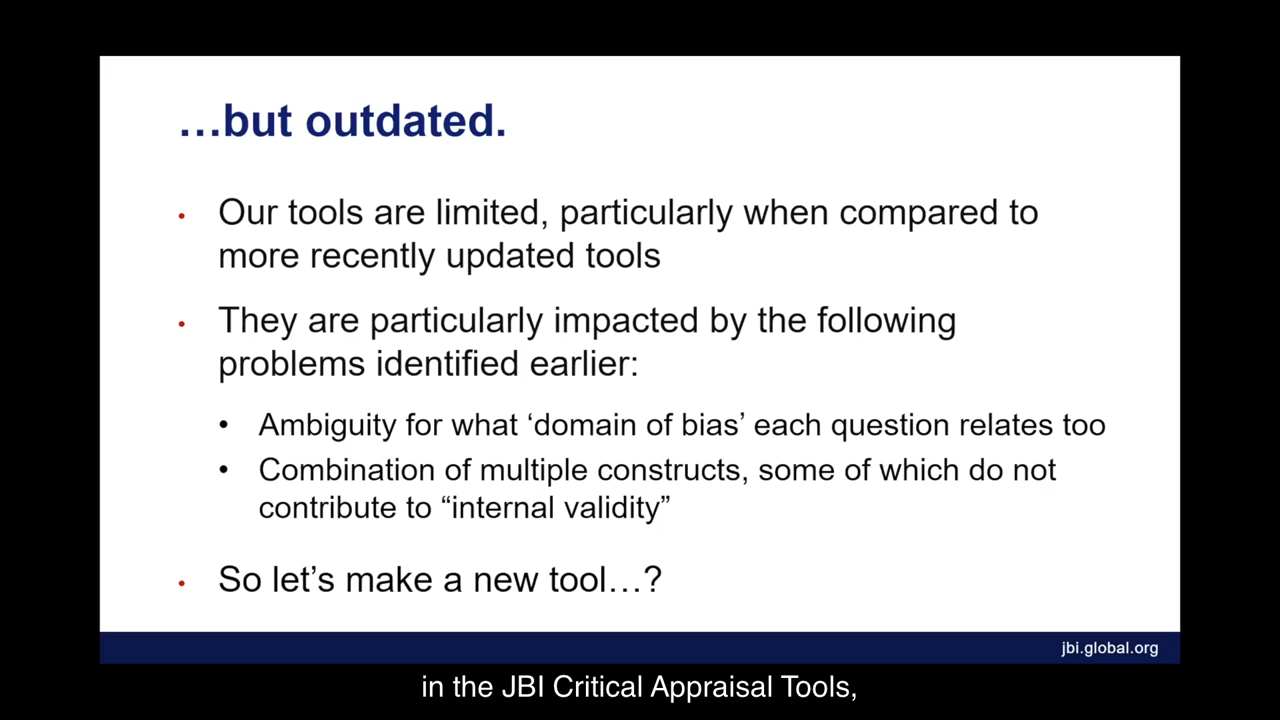 …but outdated.
• Our tools are limited, particularly when compared to
more recently updated tools
• They are particularly impacted by the following
problems identified earlier:
• Ambiguity for what ‘domain of bias’ each question relates too
• Combination of multiple constructs, some of which do not
contribute to “internal validity”
• So let’s make a new tool…?
jbi.global.org
in the JBI Critical Appraisal Tools,